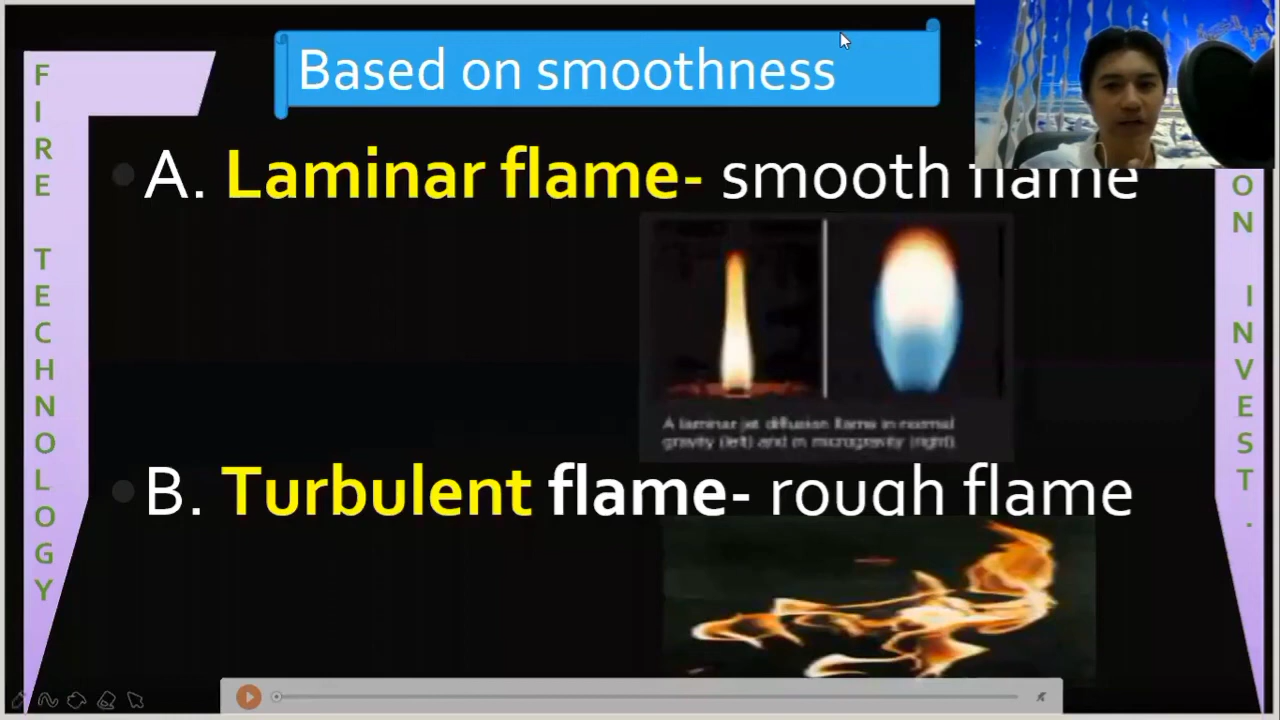 Based on smoothness
FIRE TECHNOLOGY
A. Laminar flame- smooth flame
A laminar jet diffusion flame in normal
gravity (left) and in microgravity (right)
B. Turbulent flame- rough flame
ON INVEST.